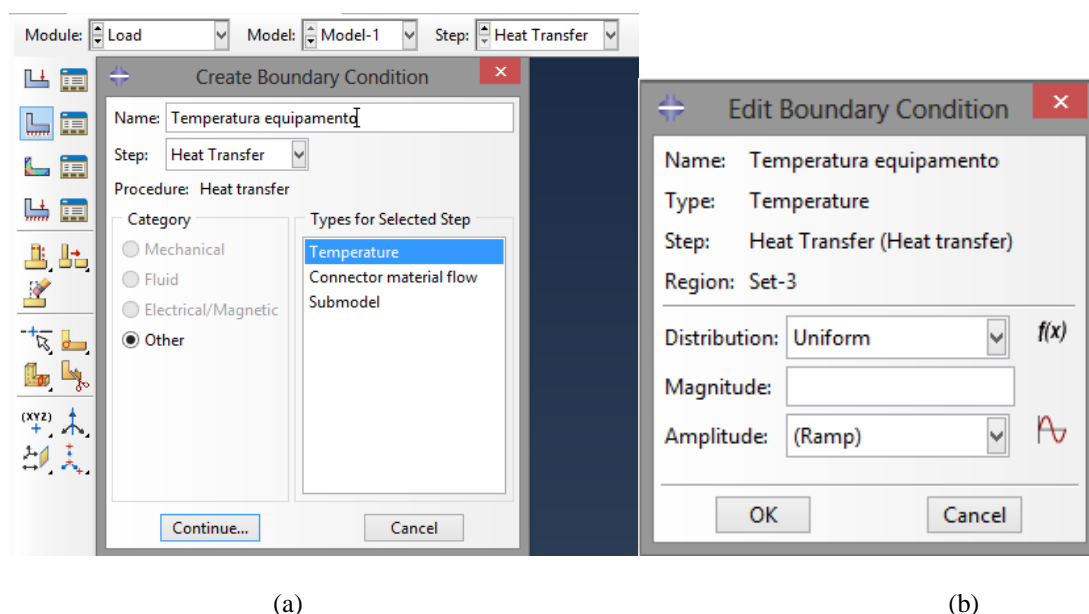 Module: Load Model: Model-1 Step: Heat Transfer
Create Boundary Condition
Name: Temperatura equipamento
Step: Heat Transfer
Procedure: Heat transfer
Category
Mechanical
Fluid
Electrical/Magnetic
Other
Types for Selected Step
Temperature
Connector material flow
Submodel
Continue... Cancel
(XYZ)
Edit Boundary Condition
Name: Temperatura equipamento
Type: Temperature
Step: Heat Transfer (Heat transfer)
Region: Set-3
Distribution: Uniform f(x)
Magnitude:
Amplitude: (Ramp)
OK Cancel
(a) (b)